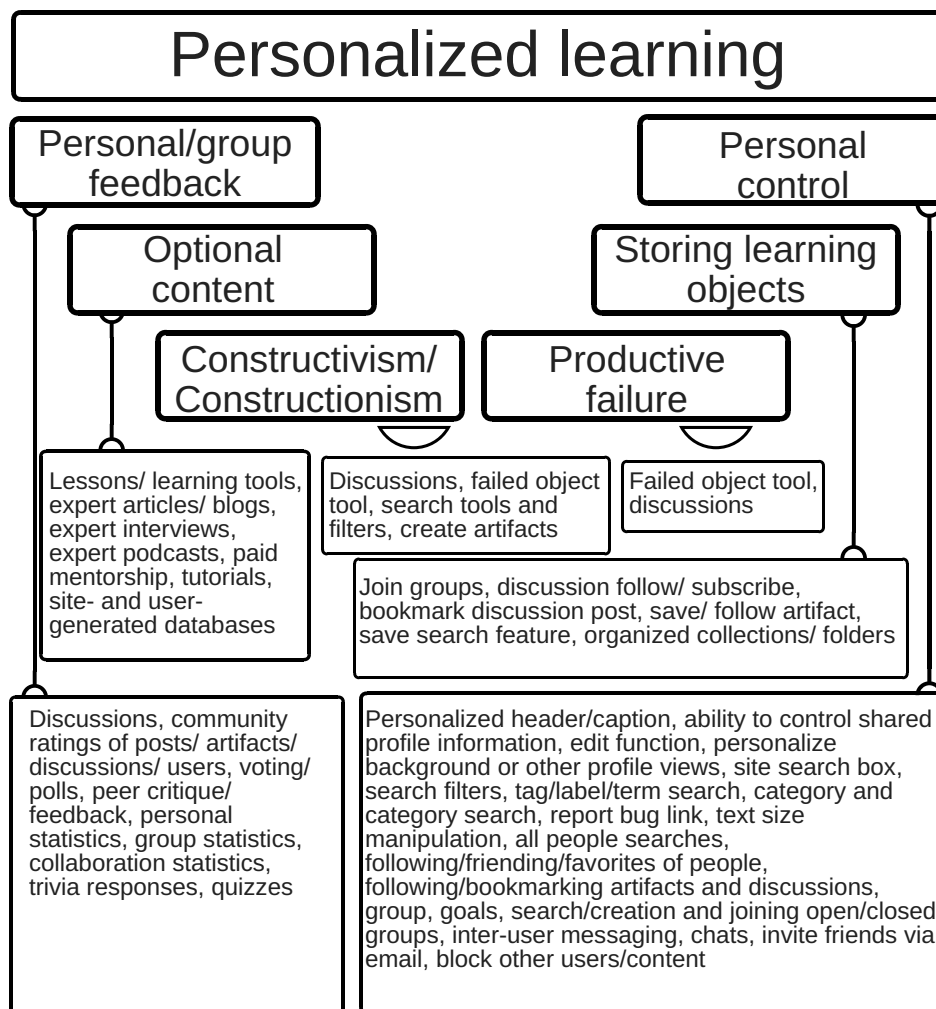 Personalized learning
Personal/group
feedback
Personal
control
Optional
content
Storing learning
objects
Constructivism/
Constructionism
Productive
failure
Lessons/ learning tools,
expert articles/ blogs,
expert interviews,
expert podcasts, paid
mentorship, tutorials,
site- and user-
generated databases
Discussions, failed object
tool, search tools and
filters, create artifacts
Failed object tool,
discussions
Join groups, discussion follow/ subscribe,
bookmark discussion post, save/ follow artifact,
save search feature, organized collections/ folders
Discussions, community
ratings of posts/ artifacts/
discussions/ users, voting/
polls, peer critique/
feedback, personal
statistics, group statistics,
collaboration statistics,
trivia responses, quizzes
Personalized header/caption, ability to control shared
profile information, edit function, personalize
background or other profile views, site search box,
search filters, tag/label/term search, category and
category search, report bug link, text size
manipulation, all people searches,
following/friending/favorites of people,
following/bookmarking artifacts and discussions,
group, goals, search/creation and joining open/closed
groups, inter-user messaging, chats, invite friends via
email, block other users/content